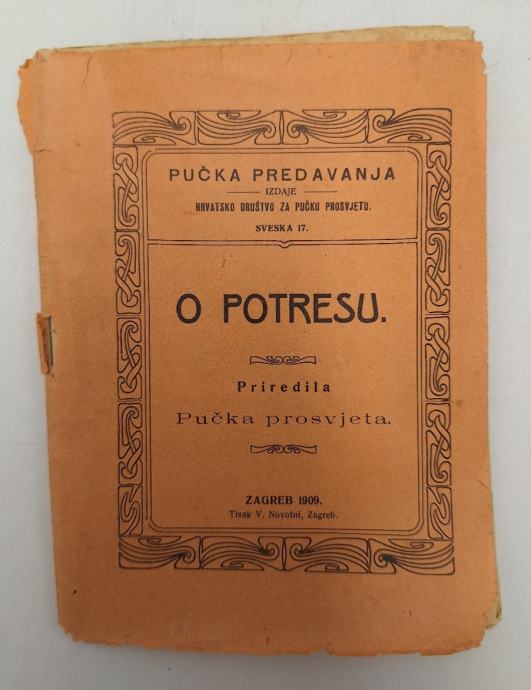 PUČKA PREDAVANJA
IZDAJE
HRVATSKO DRUŠTVO ZA PUČKU PROSVJETU.
SVESKA 17.
O POTRESU.
Priredila
Pučka prosvjeta.
ZAGREB 1909.
Tisak V. Novotni, Zagreb.